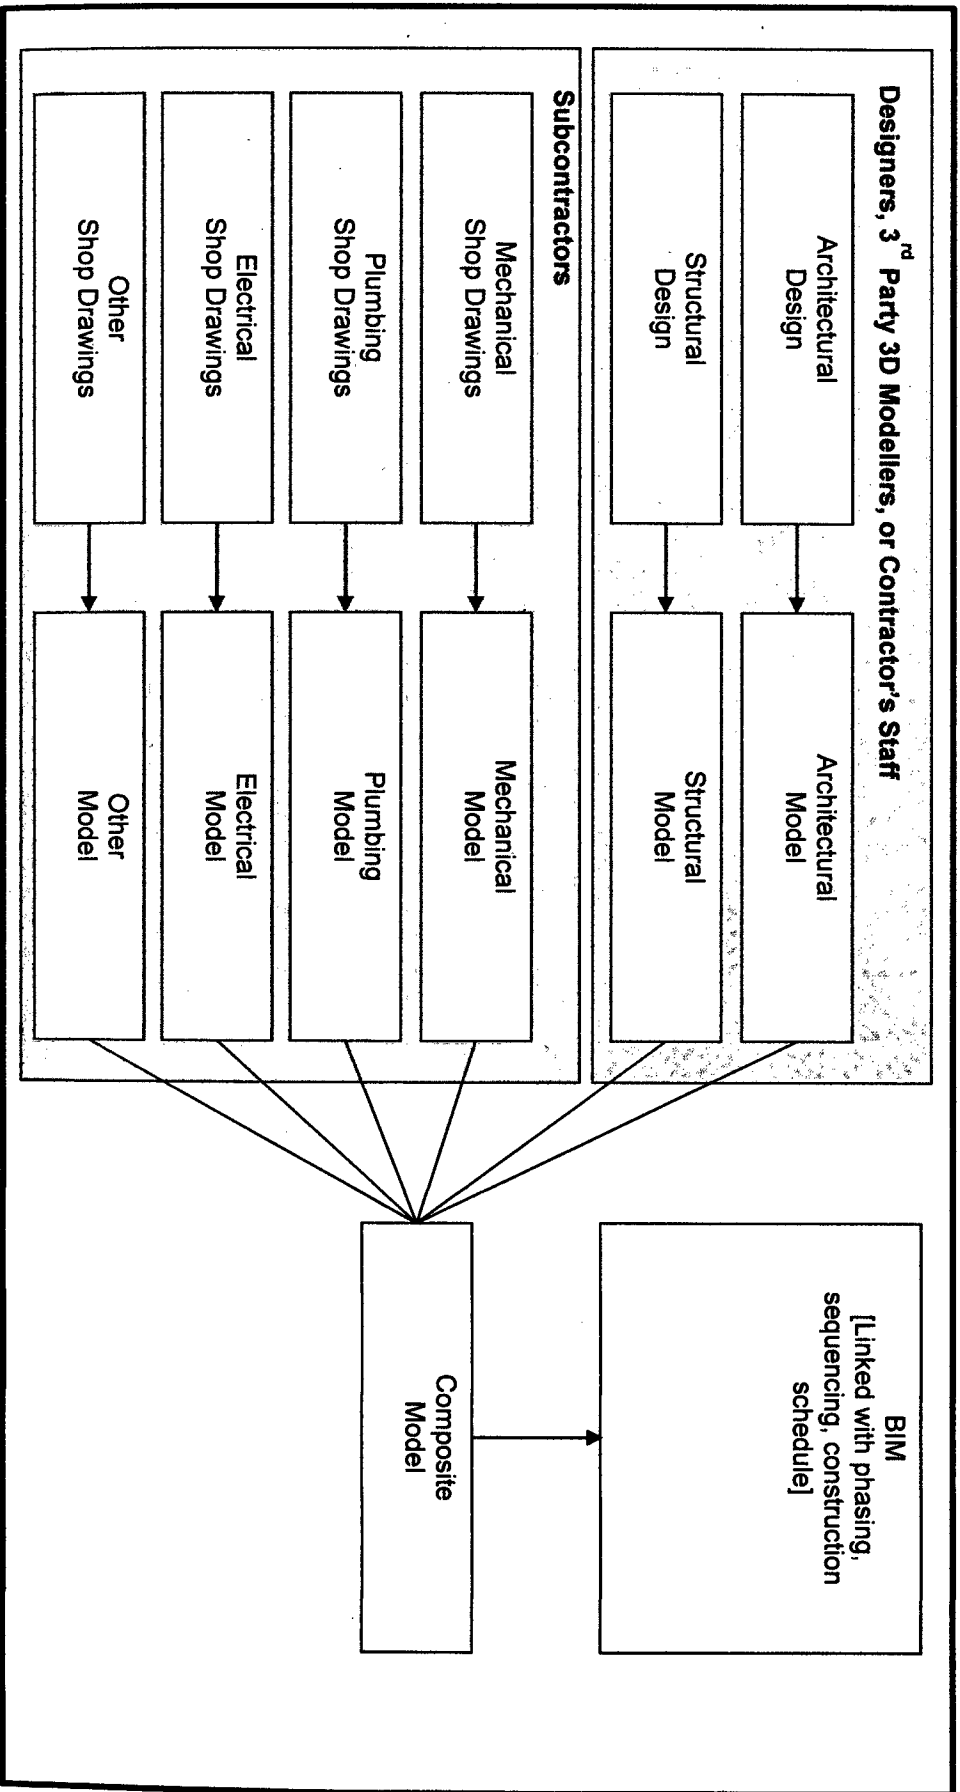 Designers, 3rd Party 3D Modellers, or Contractor's Staff
Architectural
Design
Architectural
Model
Structural
Design
Structural
Model
Subcontractors
Mechanical
Shop Drawings
Mechanical
Model
Plumbing
Shop Drawings
Plumbing
Model
Electrical
Shop Drawings
Electrical
Model
Other
Shop Drawings
Other
Model
BIM
[Linked with phasing,
sequencing, construction
schedule]
Composite
Model